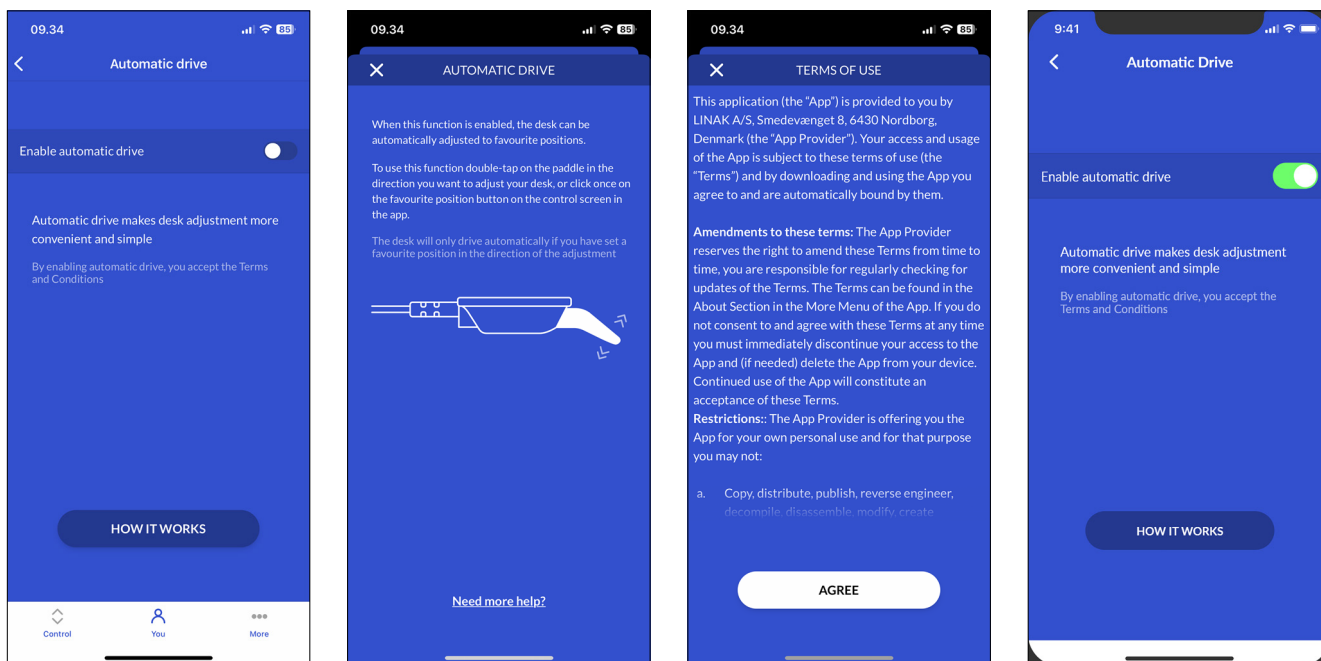 09.34
85
Automatic drive
Enable automatic drive
Automatic drive makes desk adjustment more
convenient and simple
By enabling automatic drive, you accept the Terms
and Conditions
HOW IT WORKS
Control
You
More
09.34
85
AUTOMATIC DRIVE
When this function is enabled, the desk can be
automatically adjusted to favourite positions.
To use this function double-tap on the paddle in the
direction you want to adjust your desk, or click once on
the favourite position button on the control screen in
the app.
The desk will only drive automatically if you have set a
favourite position in the direction of the adjustment
Need more help?
09.34
85
TERMS OF USE
This application (the “App”) is provided to you by
LINAK A/S, Smedevænget 8, 6430 Nordborg,
Denmark (the “App Provider”). Your access and usage
of the App is subject to these terms of use (the
“Terms”) and by downloading and using the App you
agree to and are automatically bound by them.
Amendments to these terms: The App Provider
reserves the right to amend these Terms from time to
time, you are responsible for regularly checking for
updates of the Terms. The Terms can be found in the
About Section in the More Menu of the App. If you do
not consent to and agree with these Terms at any time
you must immediately discontinue your access to the
App and (if needed) delete the App from your device.
Continued use of the App will constitute an
acceptance of these Terms.
Restrictions:: The App Provider is offering you the
App for your own personal use and for that purpose
you may not:
a. Copy, distribute, publish, reverse engineer,
decompile, disassemble, modify, create
AGREE
9:41
Automatic Drive
Enable automatic drive
Automatic drive makes desk adjustment
more convenient and simple
By enabling automatic drive, you accept the
Terms and Conditions
HOW IT WORKS